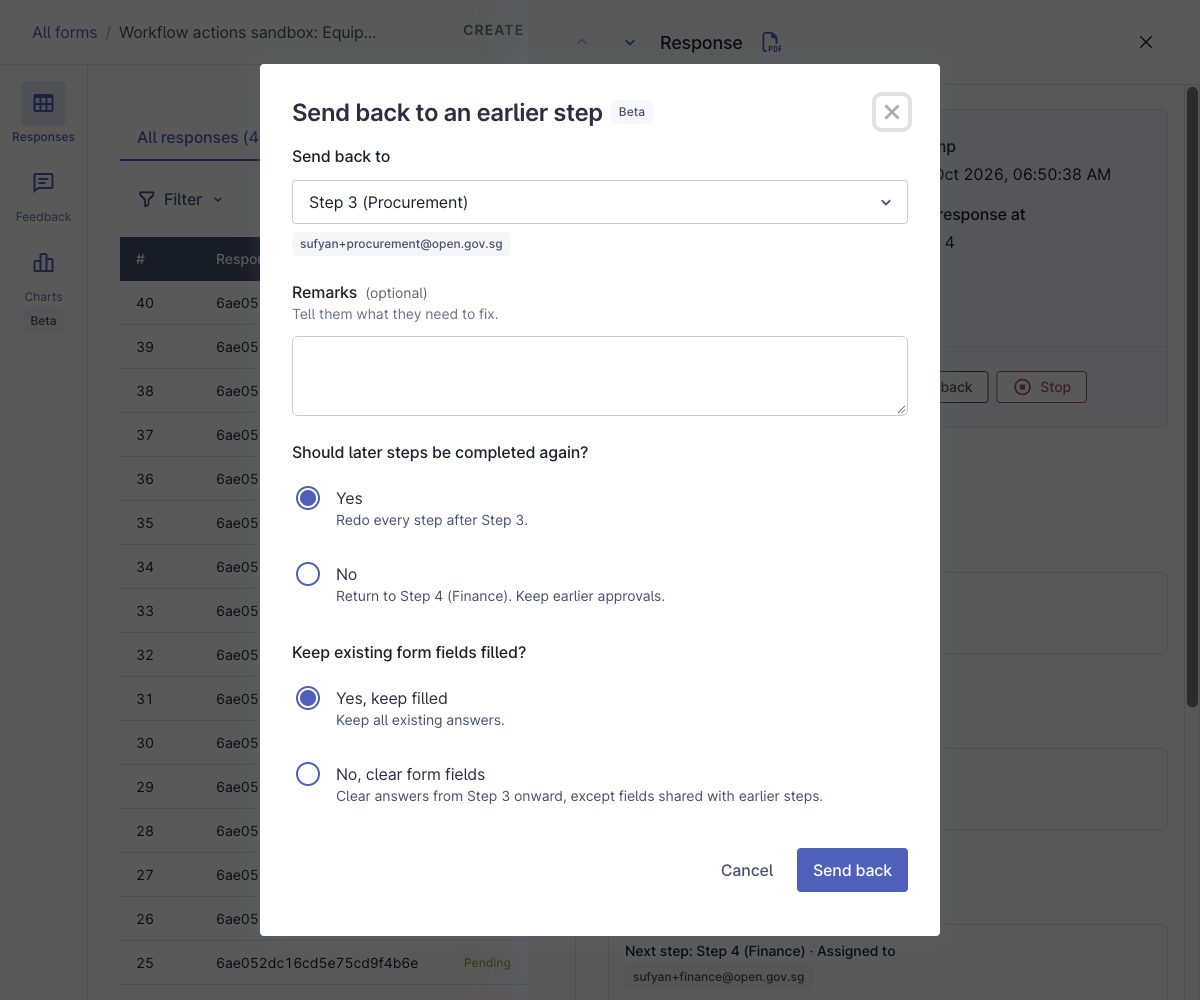 All forms / Workflow actions sandbox: Equip...
CREATE
Response
PDF
Responses
Feedback
Charts
Beta
All responses (4
Filter
#
40 6ae05
39 6ae05
38 6ae05
37 6ae05
36 6ae05
35 6ae05
34 6ae05
33 6ae05
32 6ae05
31 6ae05
30 6ae05
29 6ae05
28 6ae05
27 6ae05
26 6ae05
25 6ae052dc16cd5e75cd9f4b6e Pending
Send back to an earlier step Beta
Send back to
Step 3 (Procurement)
sufyan+procurement@open.gov.sg
Remarks (optional)
Tell them what they need to fix.
Should later steps be completed again?
Yes
Redo every step after Step 3.
No
Return to Step 4 (Finance). Keep earlier approvals.
Keep existing form fields filled?
Yes, keep filled
Keep all existing answers.
No, clear form fields
Clear answers from Step 3 onward, except fields shared with earlier steps.
Cancel
Send back
Oct 2026, 06:50:38 AM
response at
4
back
Stop
Next step: Step 4 (Finance) · Assigned to
sufyan+finance@open.gov.sg